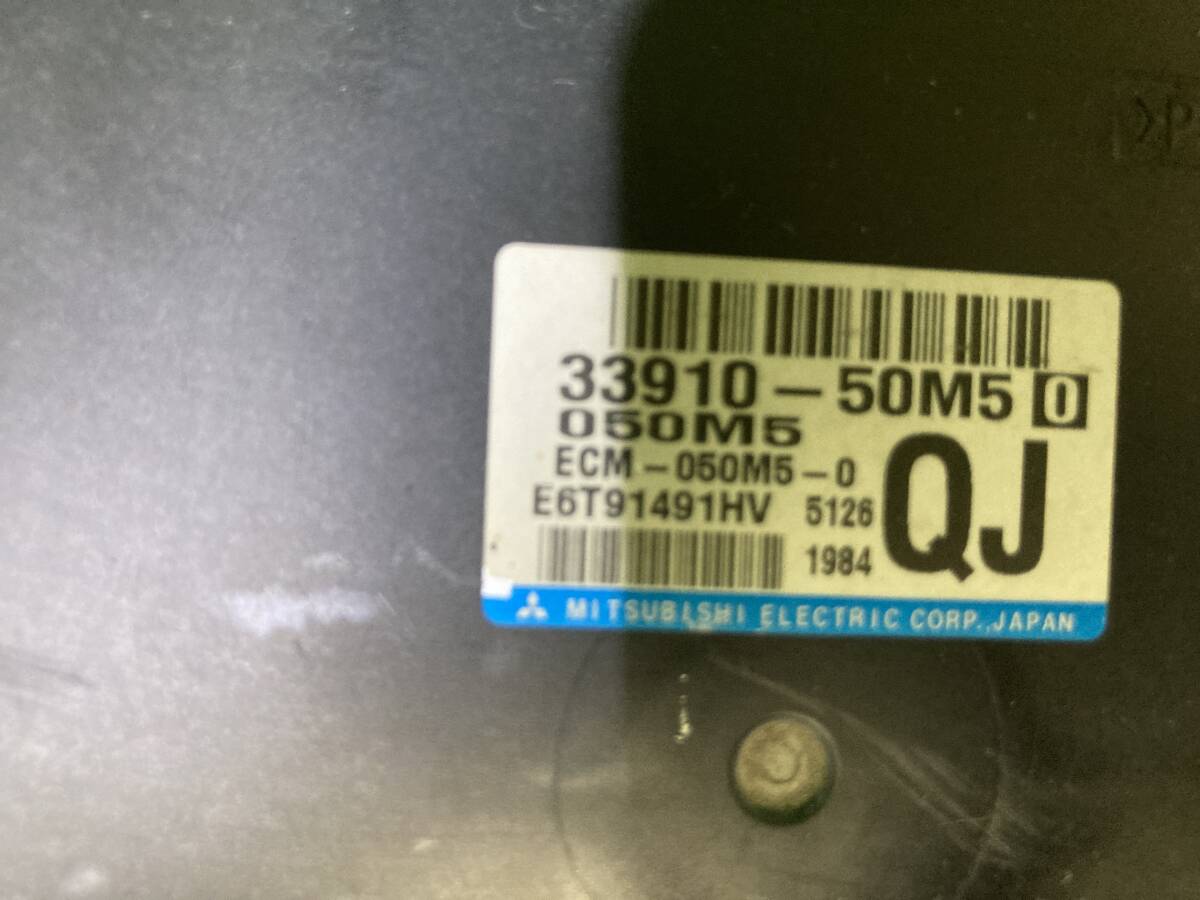 >P
33910-50M5 0
050M5
ECM-050M5-0
E6T91491HV 5126
1984
QJ
MITSUBISHI ELECTRIC CORP.,JAPAN